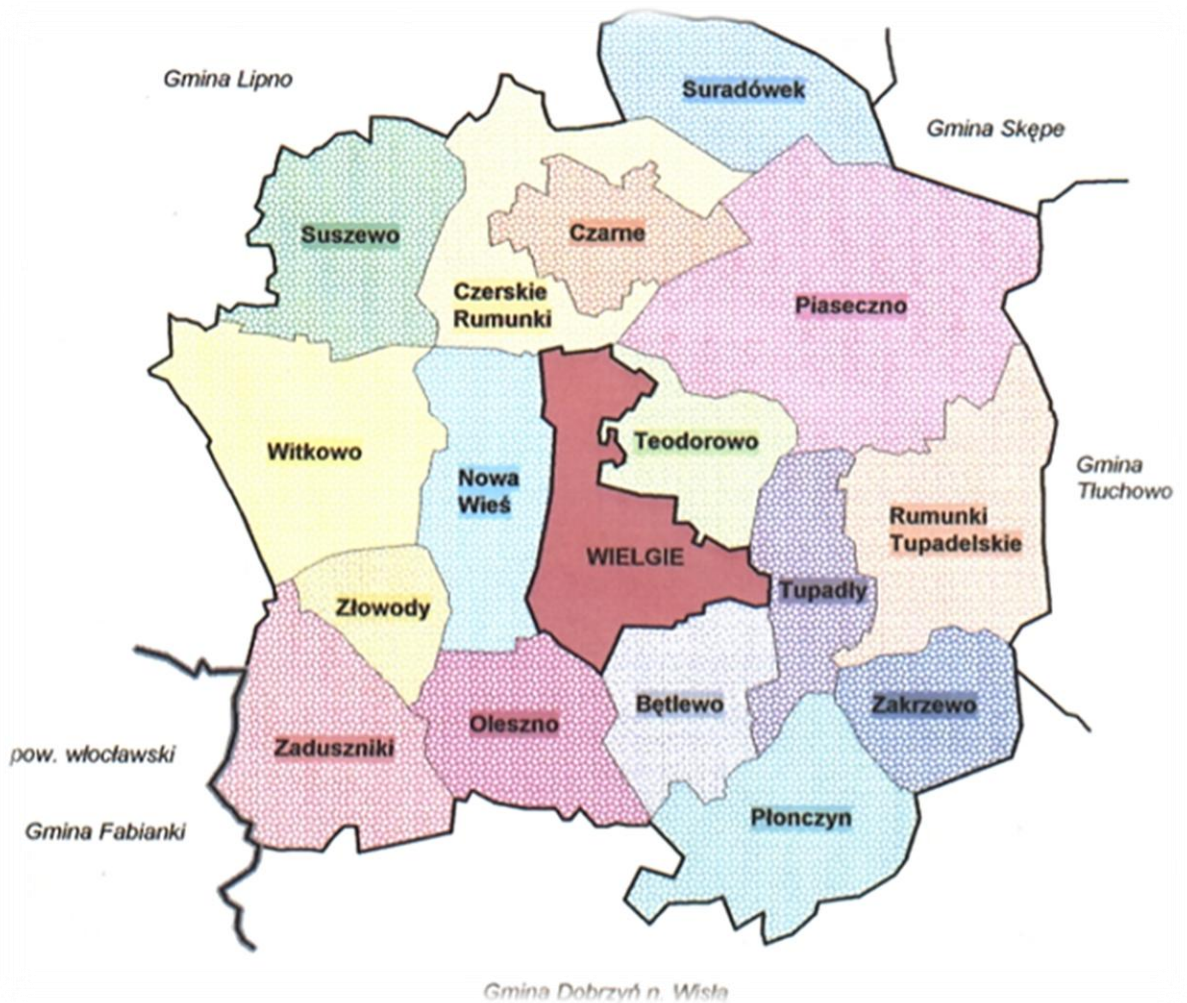 Gmina Lipno
Suradówek
Gmina Skępe
Suszewo
Czarne
Czerskie
Rumunki
Piaseczno
Witkowo
Teodorowo
Nowa
Wieś
Gmina
Tłuchowo
Rumunki
Tupadelskie
WIELGIE
Tupadły
Złowody
Bętlewo
Zakrzewo
Oleszno
Zaduszniki
pow. włocławski
Płonczyn
Gmina Fabianki
Gmina Dobrzyń n. Wisłą